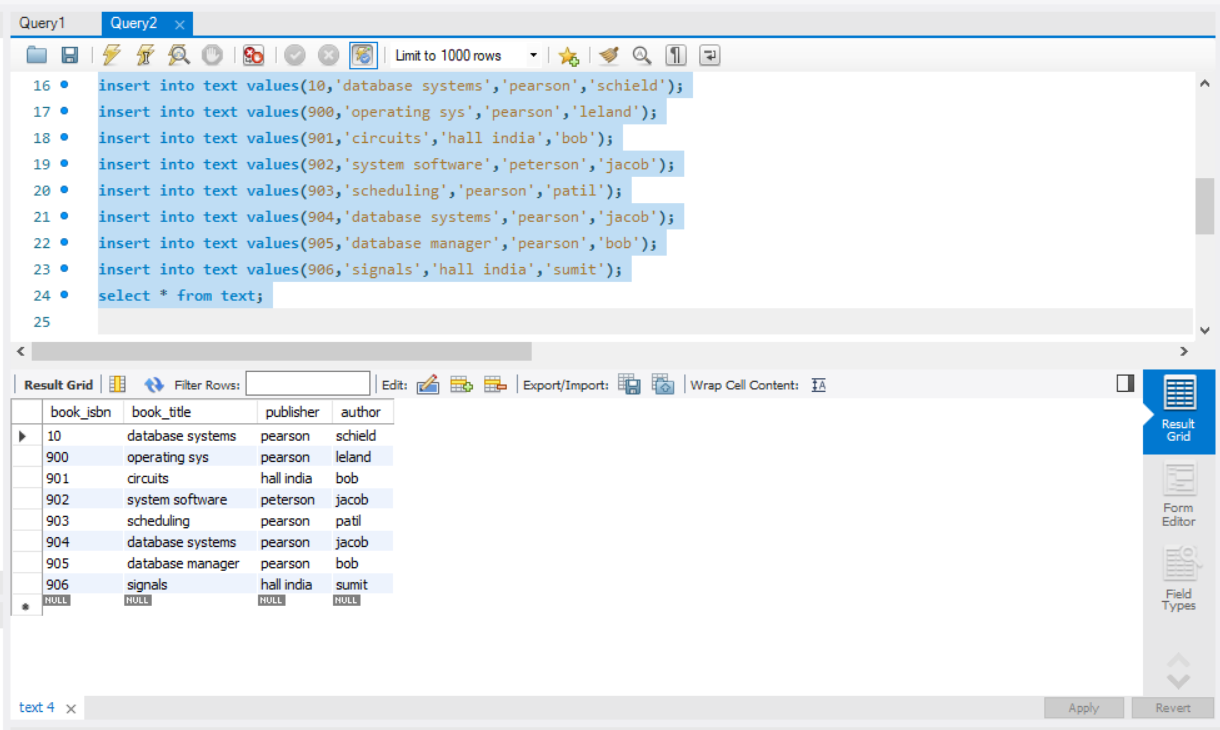 Query1 Query2
Limit to 1000 rows
16 insert into text values(10,'database systems','pearson','schield');
17 insert into text values(900,'operating sys','pearson','leland');
18 insert into text values(901,'circuits','hall india','bob');
19 insert into text values(902,'system software','peterson','jacob');
20 insert into text values(903,'scheduling','pearson','patil');
21 insert into text values(904,'database systems','pearson','jacob');
22 insert into text values(905,'database manager','pearson','bob');
23 insert into text values(906,'signals','hall india','sumit');
24 select * from text;
25
Result Grid Filter Rows: Edit: Export/Import: Wrap Cell Content:
book_isbn book_title publisher author
10 database systems pearson schield
900 operating sys pearson leland
901 circuits hall india bob
902 system software peterson jacob
903 scheduling pearson patil
904 database systems pearson jacob
905 database manager pearson bob
906 signals hall india sumit
NULL NULL NULL NULL
Result
Grid
Form
Editor
Field
Types
text 4 Apply Revert